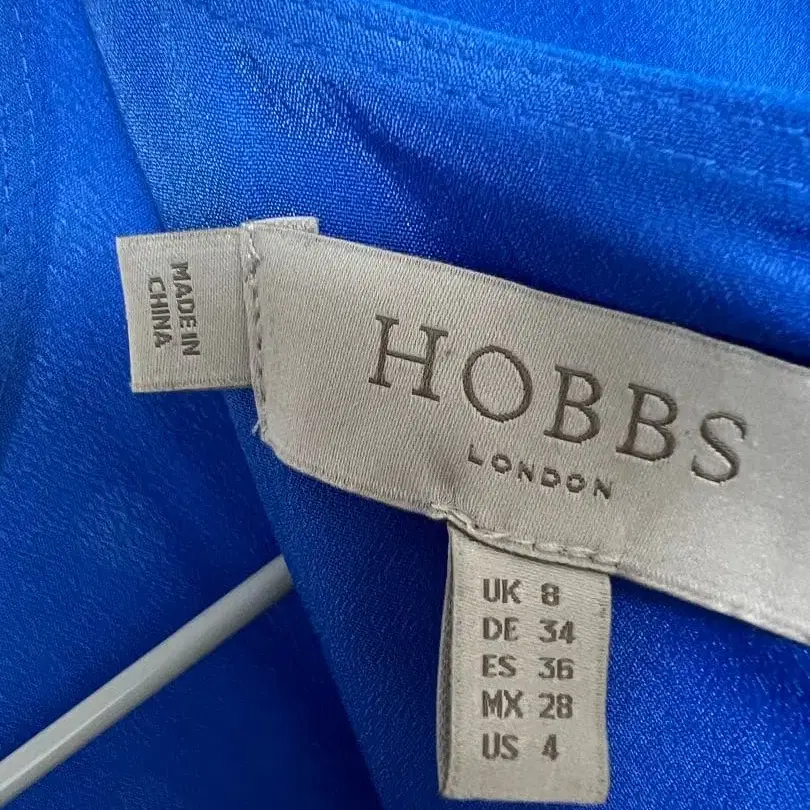 MADE IN
CHINA
HOBBS
LONDON
UK 8
DE 34
ES 36
MX 28
US 4